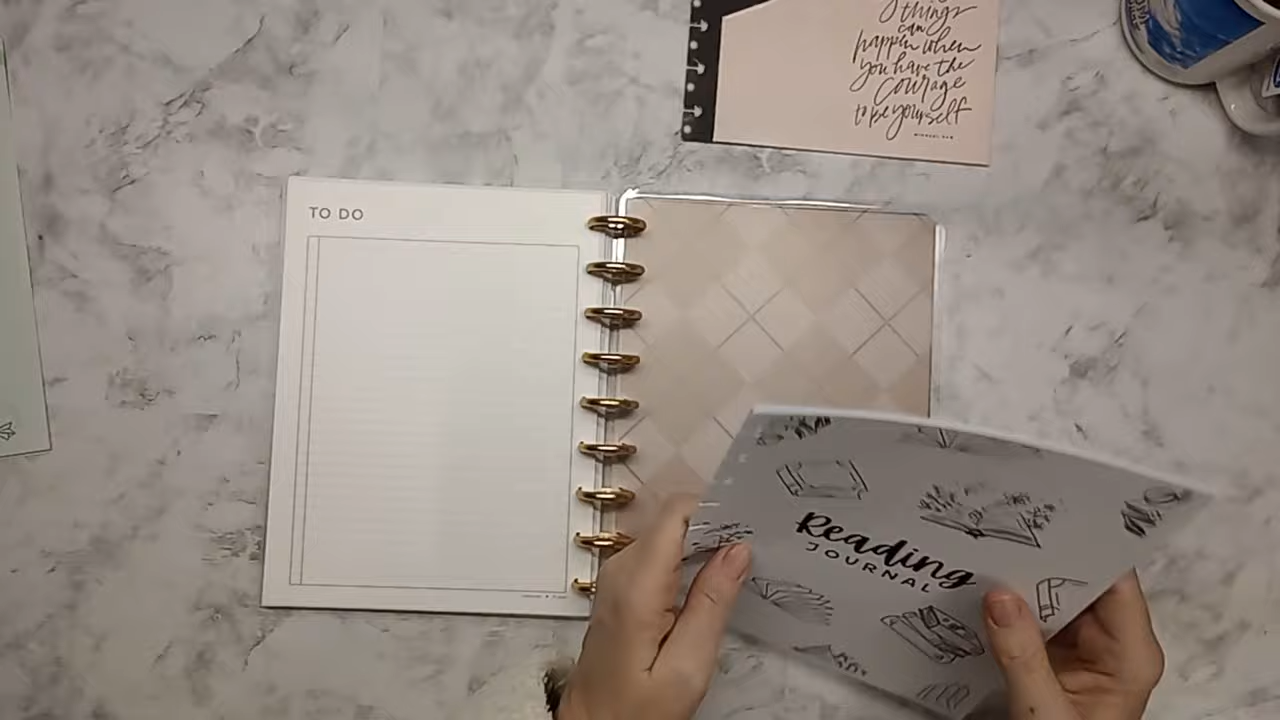 things
can
happen when
you have the
courage
to be yourself
TO DO
Reading
JOURNAL